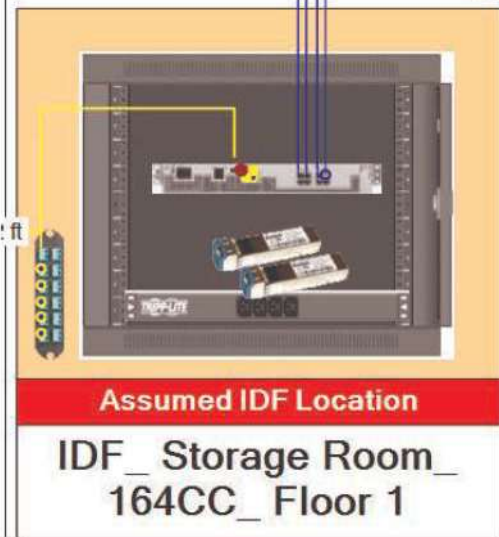 ft
TRIPP-LITE
Assumed IDF Location
IDF_ Storage Room_
164CC_ Floor 1